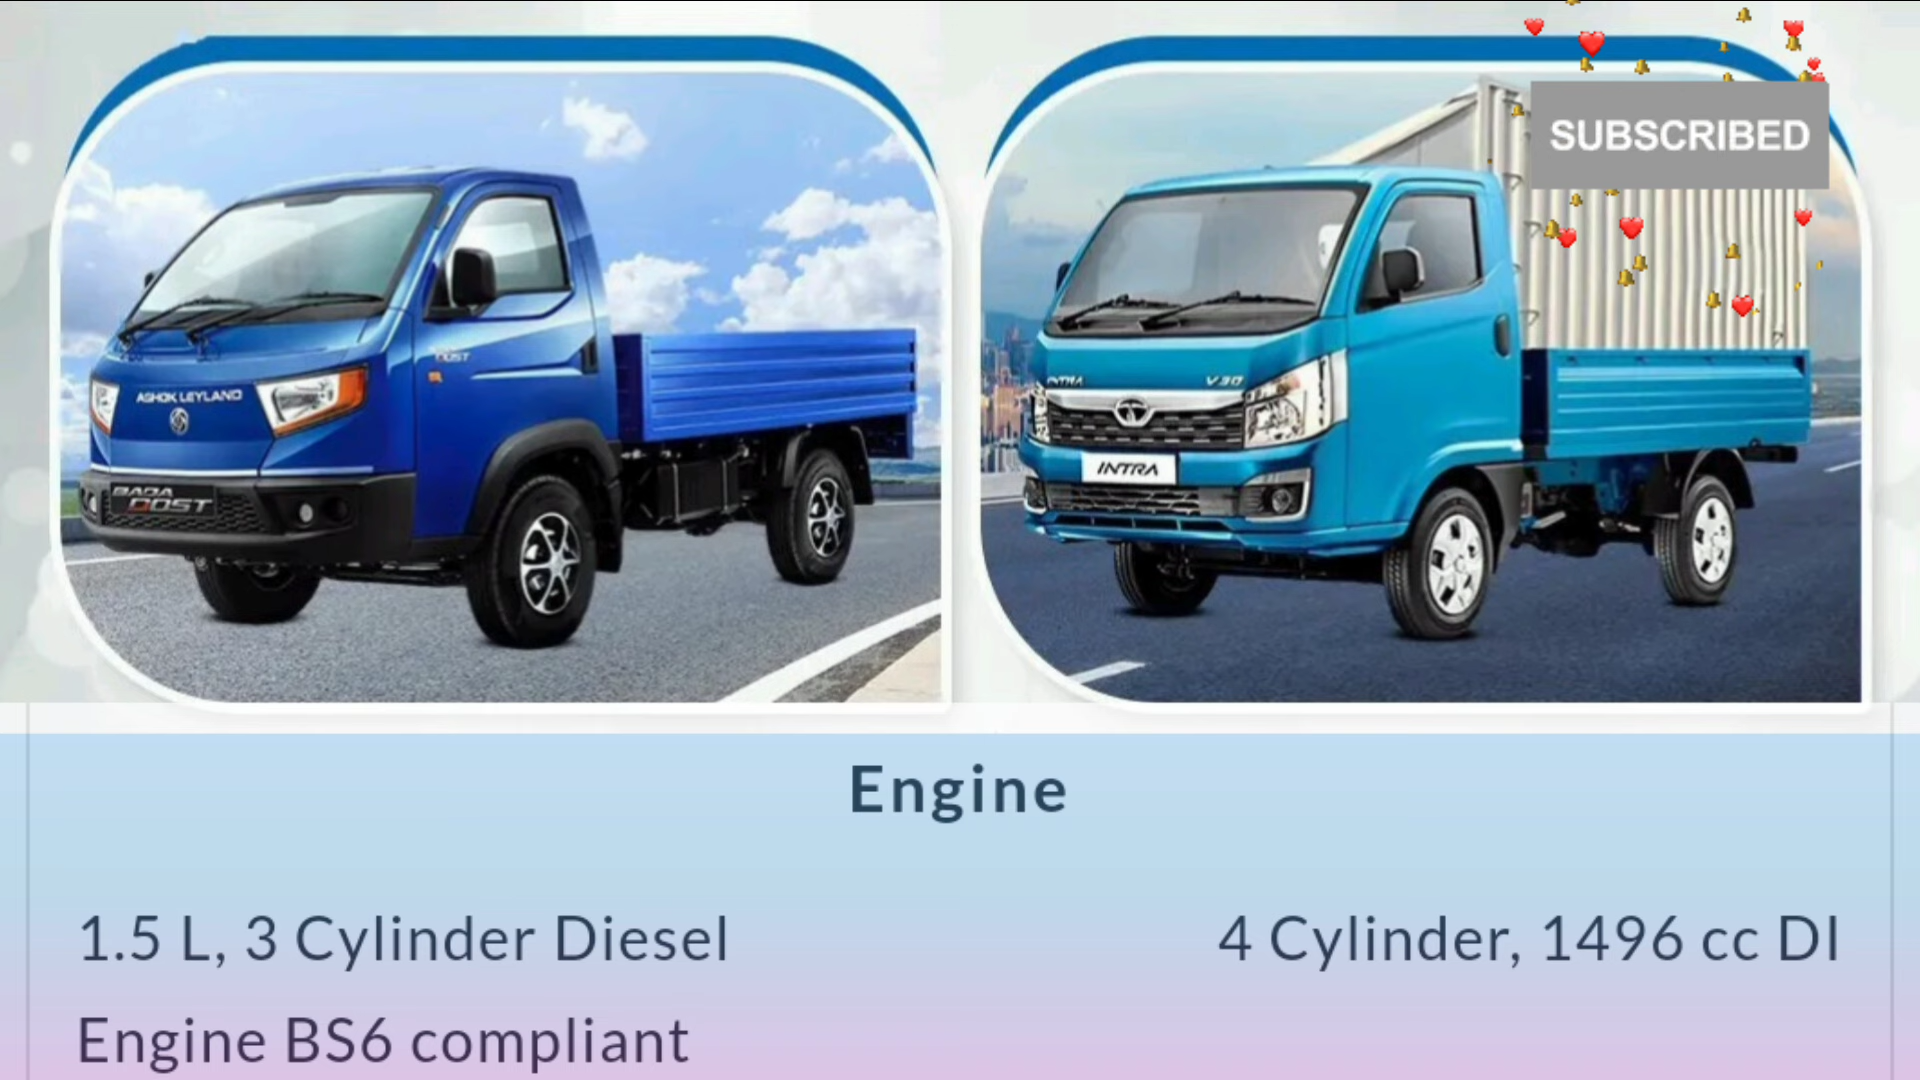 SUBSCRIBED
ASHOK LEYLAND
DOST
BADA
DOST
INTRA
V30
INTRA
Engine
1.5 L, 3 Cylinder Diesel
4 Cylinder, 1496 cc DI
Engine BS6 compliant